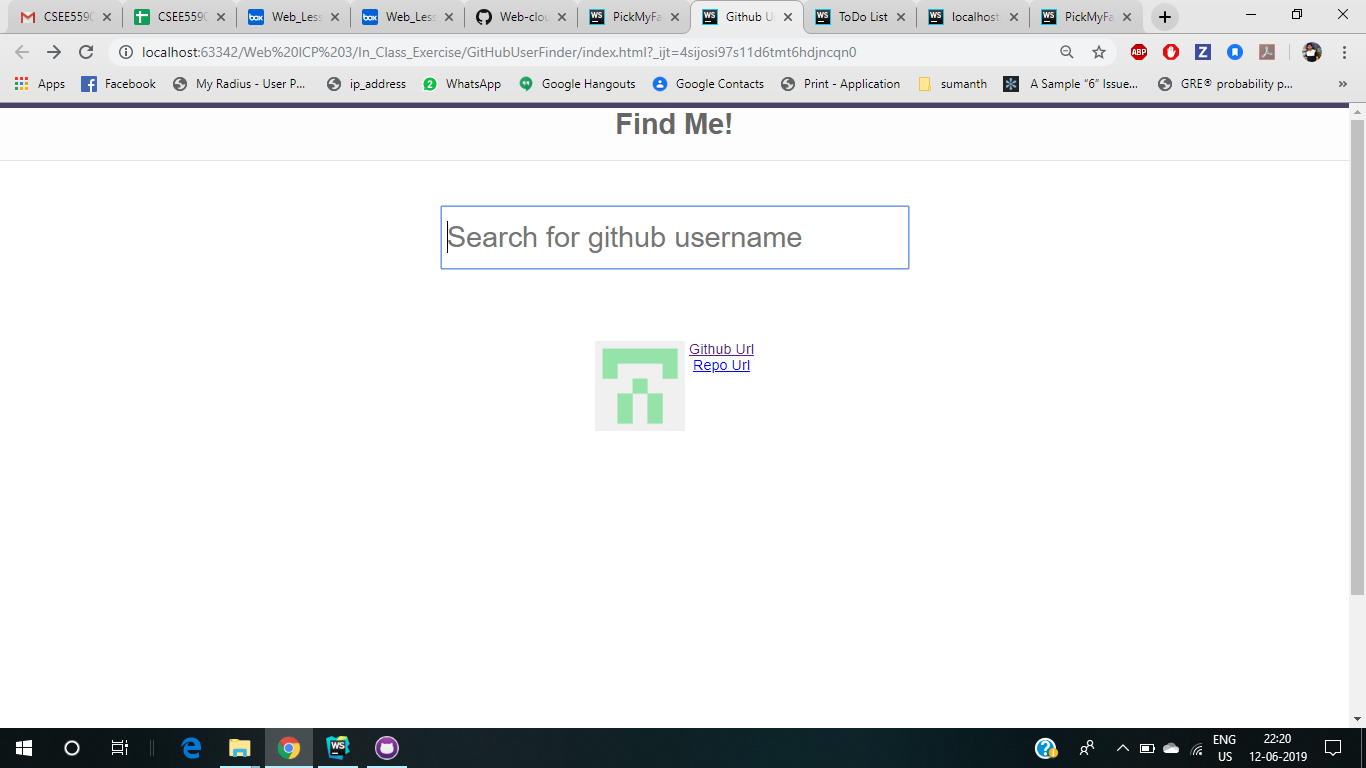 CSEE559
CSEE559
Web_Less
Web_Less
Web-clou
PickMyFa
Github U
ToDo List
localhost
PickMyFa
localhost:63342/Web%20ICP%203/In_Class_Exercise/GitHubUserFinder/index.html?_ijt=4sijosi97s11d6tmt6hdjncqn0
ABP
Z
Apps
Facebook
My Radius - User P...
ip_address
2
WhatsApp
Google Hangouts
Google Contacts
Print - Application
sumanth
A Sample “6” Issue...
GRE® probability p...
»
Find Me!
Search for github username
Github Url
Repo Url
WS
ENG
US
22:20
12-06-2019